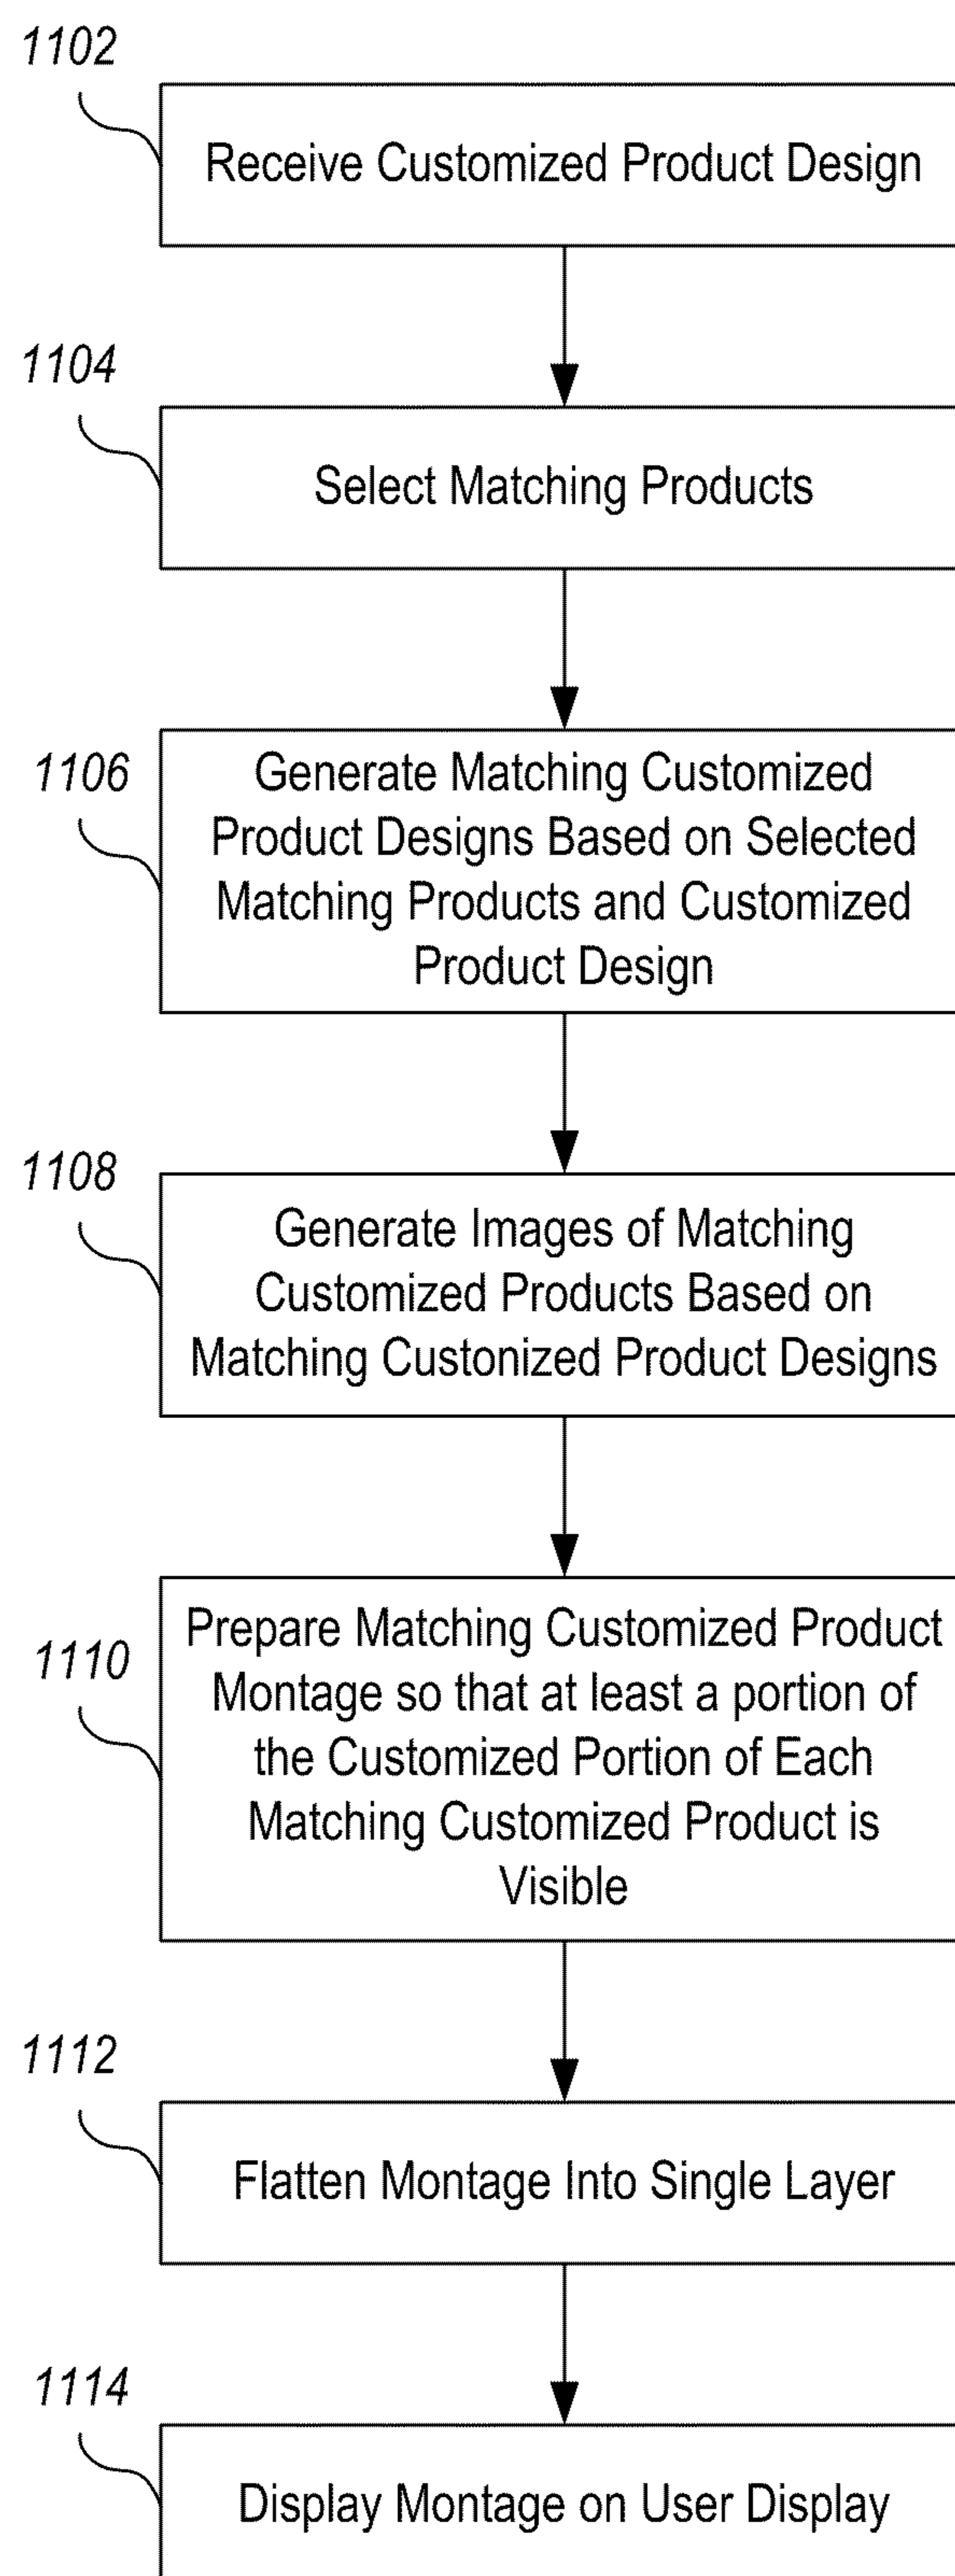 1102
Receive Customized Product Design
1104
Select Matching Products
1106
Generate Matching Customized
Product Designs Based on Selected
Matching Products and Customized
Product Design
1108
Generate Images of Matching
Customized Products Based on
Matching Custonized Product Designs
1110
Prepare Matching Customized Product
Montage so that at least a portion of
the Customized Portion of Each
Matching Customized Product is
Visible
1112
Flatten Montage Into Single Layer
1114
Display Montage on User Display